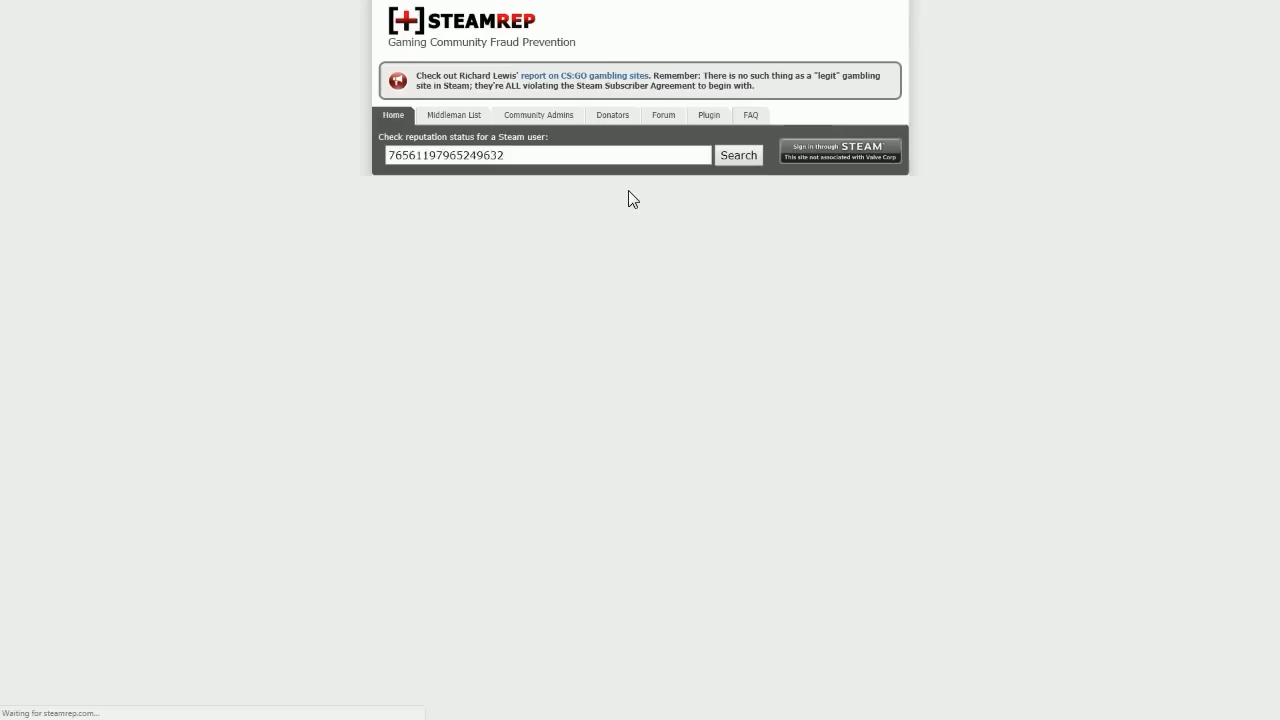 [+] STEAMREP
Gaming Community Fraud Prevention
Check out Richard Lewis' report on CS:GO gambling sites. Remember: There is no such thing as a "legit" gambling
site in Steam; they're ALL violating the Steam Subscriber Agreement to begin with.
Home Middleman List Community Admins Donators Forum Plugin FAQ
Check reputation status for a Steam user:
76561197965249632 Search
Sign in through STEAM
This site not associated with Valve Corp
Waiting for steamrep.com...